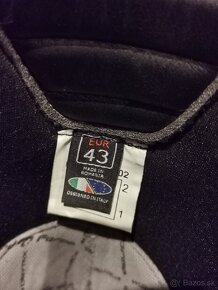 EUR
43
MADE IN
ROMANIA
DESIGNED IN ITALY
02
2
1
Bazos.sk